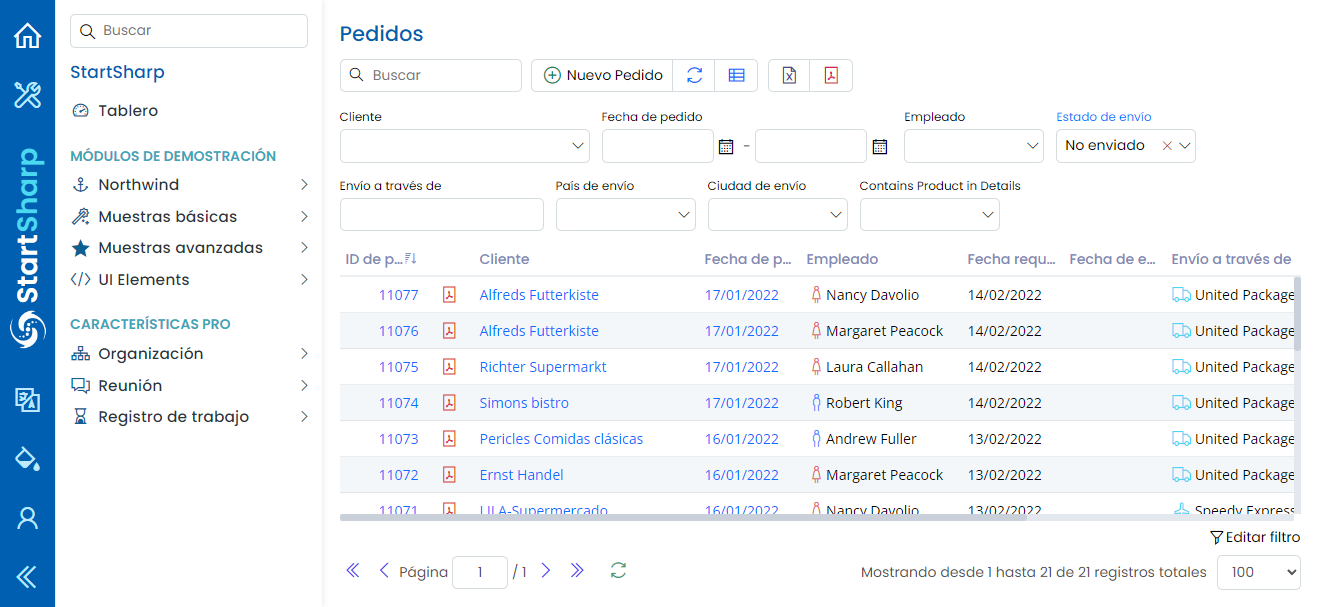 StartSharp
Buscar
StartSharp
Tablero
MÓDULOS DE DEMOSTRACIÓN
Northwind
Muestras básicas
Muestras avanzadas
UI Elements
CARACTERÍSTICAS PRO
Organización
Reunión
Registro de trabajo
Pedidos
Buscar Nuevo Pedido
Cliente Fecha de pedido Empleado Estado de envío
- No enviado
Envío a través de País de envío Ciudad de envío Contains Product in Details
ID de p... Cliente Fecha de p... Empleado Fecha requ... Fecha de e... Envío a través de
11077 Alfreds Futterkiste 17/01/2022 Nancy Davolio 14/02/2022 United Package
11076 Alfreds Futterkiste 17/01/2022 Margaret Peacock 14/02/2022 United Package
11075 Richter Supermarkt 17/01/2022 Laura Callahan 14/02/2022 United Package
11074 Simons bistro 17/01/2022 Robert King 14/02/2022 United Package
11073 Pericles Comidas clásicas 16/01/2022 Andrew Fuller 13/02/2022 United Package
11072 Ernst Handel 16/01/2022 Margaret Peacock 13/02/2022 United Package
11071 LILA-Supermercado 16/01/2022 Nancy Davolio 13/02/2022 Speedy Express
Editar filtro
Página 1 / 1 Mostrando desde 1 hasta 21 de 21 registros totales 100